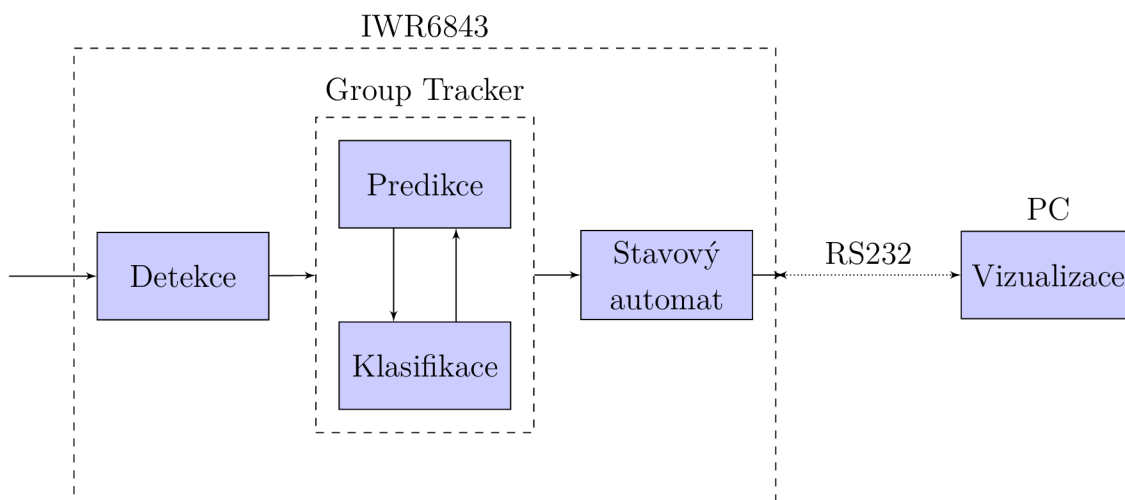 IWR6843
Group Tracker
Predikce
Detekce
Klasifikace
Stavový
automat
RS232
PC
Vizualizace